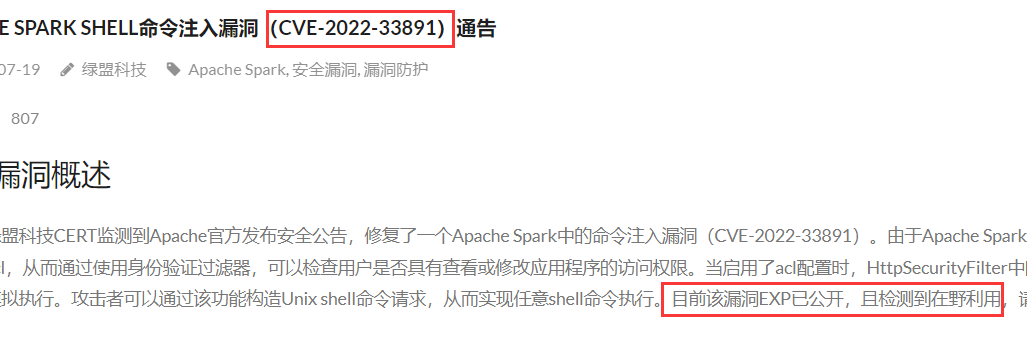 E SPARK SHELL命令注入漏洞（CVE-2022-33891）通告
07-19 绿盟科技 Apache Spark, 安全漏洞, 漏洞防护
807
漏洞概述
盟科技CERT监测到Apache官方发布安全公告，修复了一个Apache Spark中的命令注入漏洞（CVE-2022-33891）。由于Apache Spark
l，从而通过使用身份验证过滤器，可以检查用户是否具有查看或修改应用程序的访问权限。当启用了acl配置时，HttpSecurityFilter中
拟执行。攻击者可以通过该功能构造Unix shell命令请求，从而实现任意shell命令执行。目前该漏洞EXP已公开，且检测到在野利用，请